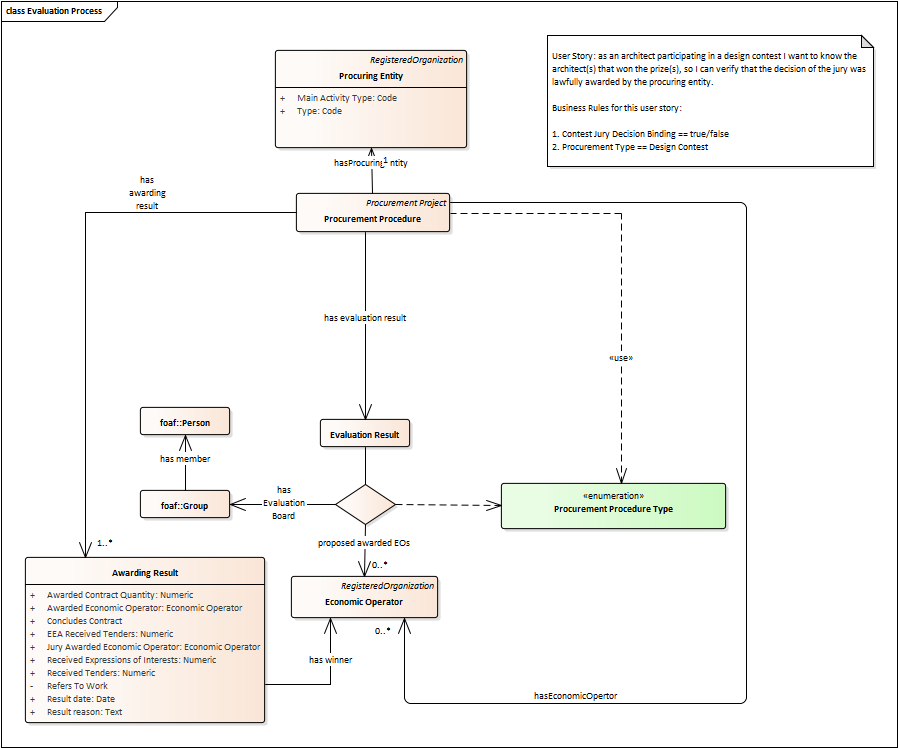 class Evaluation Process
User Story: as an architect participating in a design contest I want to know the
architect(s) that won the prize(s), so I can verify that the decision of the jury was
lawfully awarded by the procuring entity.
Business Rules for this user story:
1. Contest Jury Decision Binding == true/false
2. Procurement Type == Design Contest
RegisteredOrganization
Procuring Entity
+ Main Activity Type: Code
+ Type: Code
hasProcuring ntity
1
has
awarding
result
Procurement Project
Procurement Procedure
has evaluation result
«use»
foaf::Person
Evaluation Result
has member
has
Evaluation
Board
foaf::Group
«enumeration»
Procurement Procedure Type
proposed awarded EOs
1..*
0..*
Awarding Result
+ Awarded Contract Quantity: Numeric
+ Awarded Economic Operator: Economic Operator
+ Concludes Contract
+ EEA Received Tenders: Numeric
+ Jury Awarded Economic Operator: Economic Operator
+ Received Expressions of Interests: Numeric
+ Received Tenders: Numeric
- Refers To Work
+ Result date: Date
+ Result reason: Text
RegisteredOrganization
Economic Operator
0..*
has winner
hasEconomicOpertor